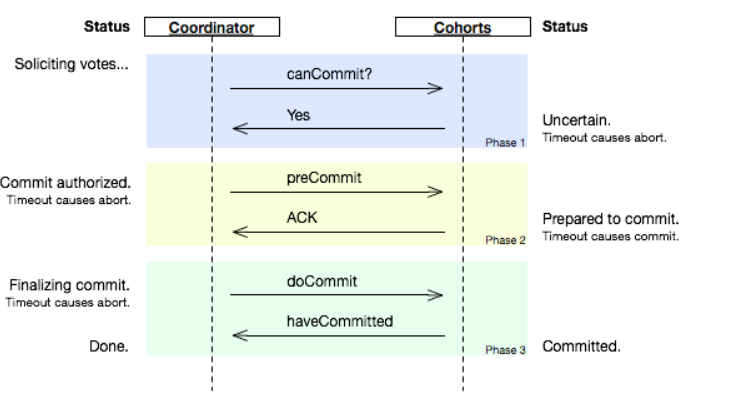 Status Coordinator Cohorts Status
Soliciting votes...
canCommit?
Yes
Uncertain.
Phase 1 Timeout causes abort.
preCommit
Commit authorized.
Timeout causes abort.
ACK
Prepared to commit.
Phase 2 Timeout causes commit.
doCommit
Finalizing commit.
Timeout causes abort.
haveCommitted
Done. Phase 3 Committed.